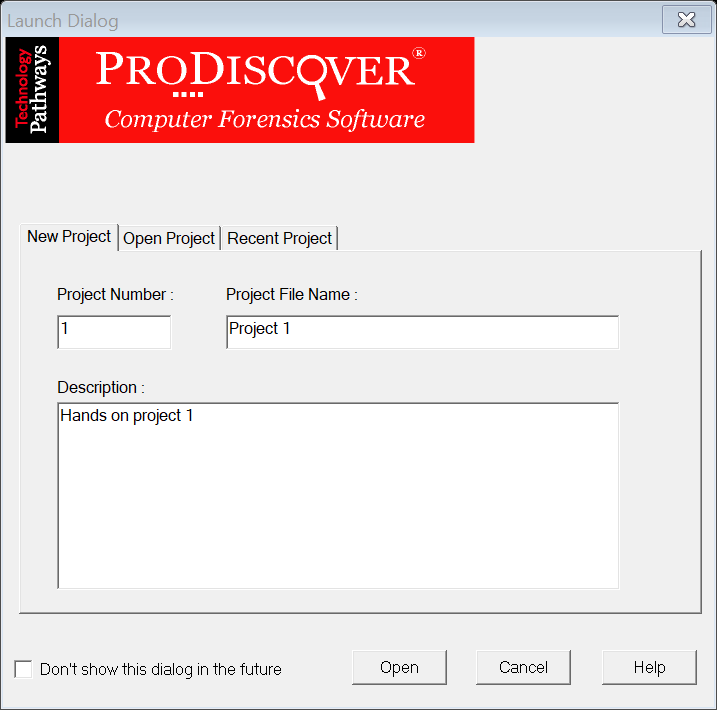 Launch Dialog
Technology
Pathways
PRODISCOVER®
Computer Forensics Software
New Project Open Project Recent Project
Project Number : Project File Name :
1 Project 1
Description :
Hands on project 1
Don't show this dialog in the future Open Cancel Help